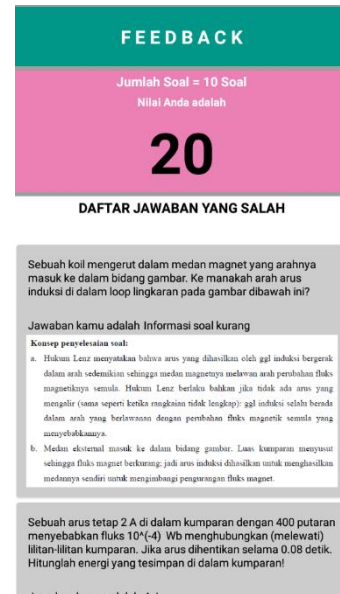 FEEDBACK
Jumlah Soal = 10 Soal
Nilai Anda adalah
20
DAFTAR JAWABAN YANG SALAH
Sebuah koil mengerut dalam medan magnet yang arahnya
masuk ke dalam bidang gambar. Ke manakah arah arus
induksi di dalam loop lingkaran pada gambar dibawah ini?
Jawaban kamu adalah Informasi soal kurang
Konsep penyelesaian soal:
a. Hukum Lenz menyatakan bahwa arus yang dihasilkan oleh ggl induksi bergerak
dalam arah sedemikian sehingga medan magnetnya melawan arah perubahan fluks
magnetiknya semula. Hukum Lenz berlaku bahkan jika tidak ada arus yang
mengalir (sama seperti ketika rangkaian tidak lengkap): ggl induksi selalu berada
dalam arah yang berlawanan dengan perubahan fluks magnetik semula yang
menyebabkannya.
b. Medan eksternal masuk ke dalam bidang gambar. Luas kumparan menyusut
sehingga fluks magnet berkurang; jadi arus induksi dihasilkan untuk menghasilkan
medannya sendiri untuk mengimbangi pengurangan fluks magnet.
Sebuah arus tetap 2 A di dalam kumparan dengan 400 putaran
menyebabkan fluks 10^(-4) Wb menghubungkan (melewati)
lilitan-lilitan kumparan. Jika arus dihentikan selama 0.08 detik.
Hitunglah energi yang tesimpan di dalam kumparan!